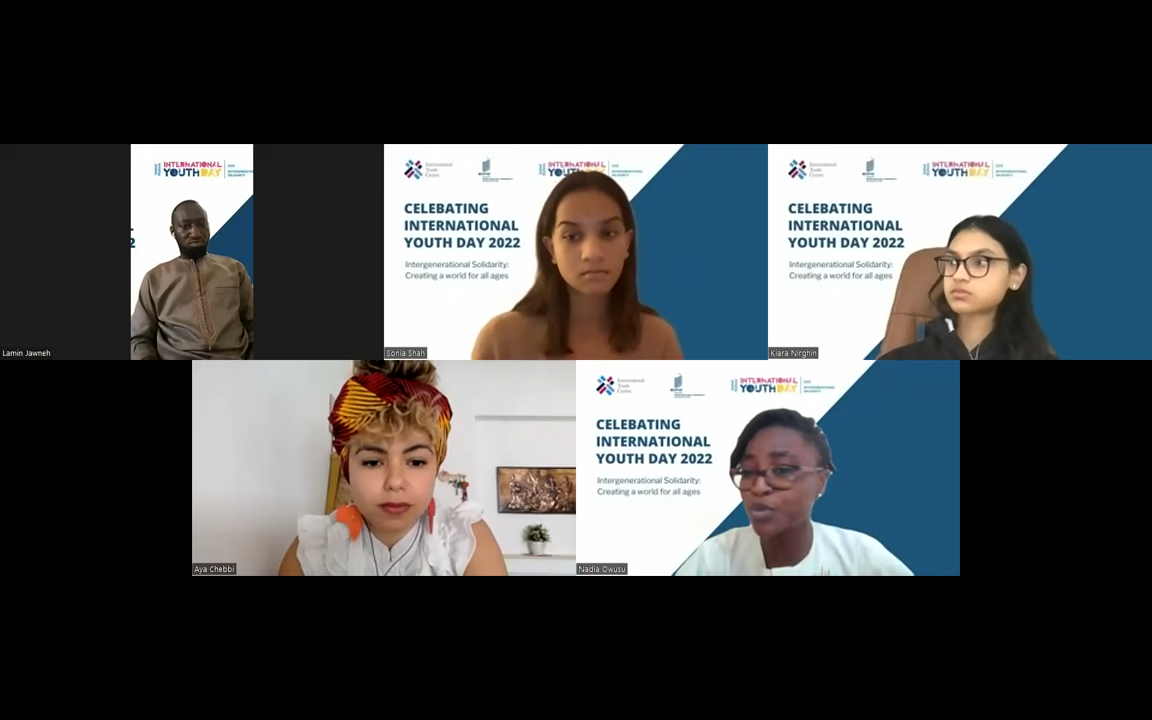 INTERNATIONAL
YOUTH DAY
Lamin Jawneh
International
Trade
Centre
INTERNATIONAL
YOUTH DAY
CELEBATING
INTERNATIONAL
YOUTH DAY 2022
Intergenerational Solidarity:
Creating a world for all ages
Sonia Shah
International
Trade
Centre
INTERNATIONAL
YOUTH DAY
CELEBATING
INTERNATIONAL
YOUTH DAY 2022
Intergenerational Solidarity:
Creating a world for all ages
Kiara Nirghin
Aya Chebbi
International
Trade
Centre
INTERNATIONAL
YOUTH DAY
CELEBATING
INTERNATIONAL
YOUTH DAY 2022
Intergenerational Solidarity:
Creating a world for all ages
Nadia Owusu